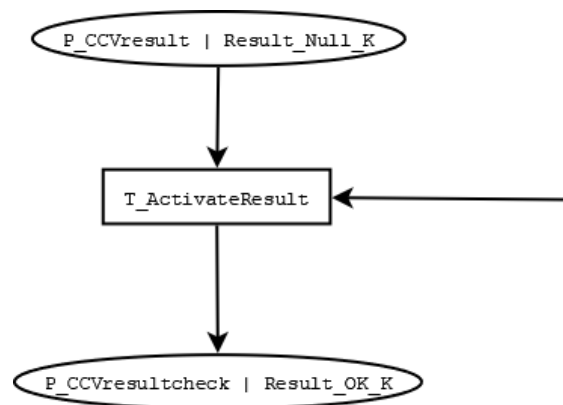 P_CCVresult | Result_Null_K
T_ActivateResult
P_CCVresultcheck | Result_OK_K